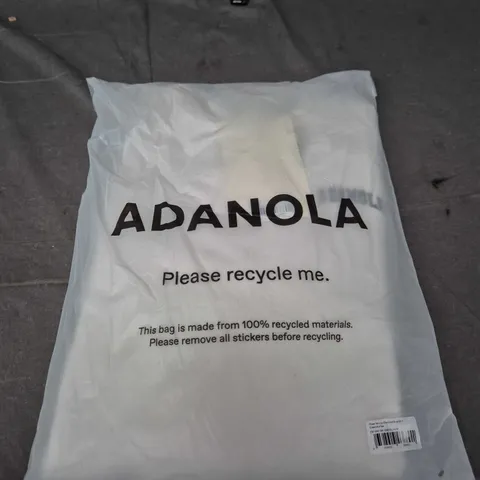 ADANOLA
Please recycle me.
This bag is made from 100% recycled materials.
Please remove all stickers before recycling.